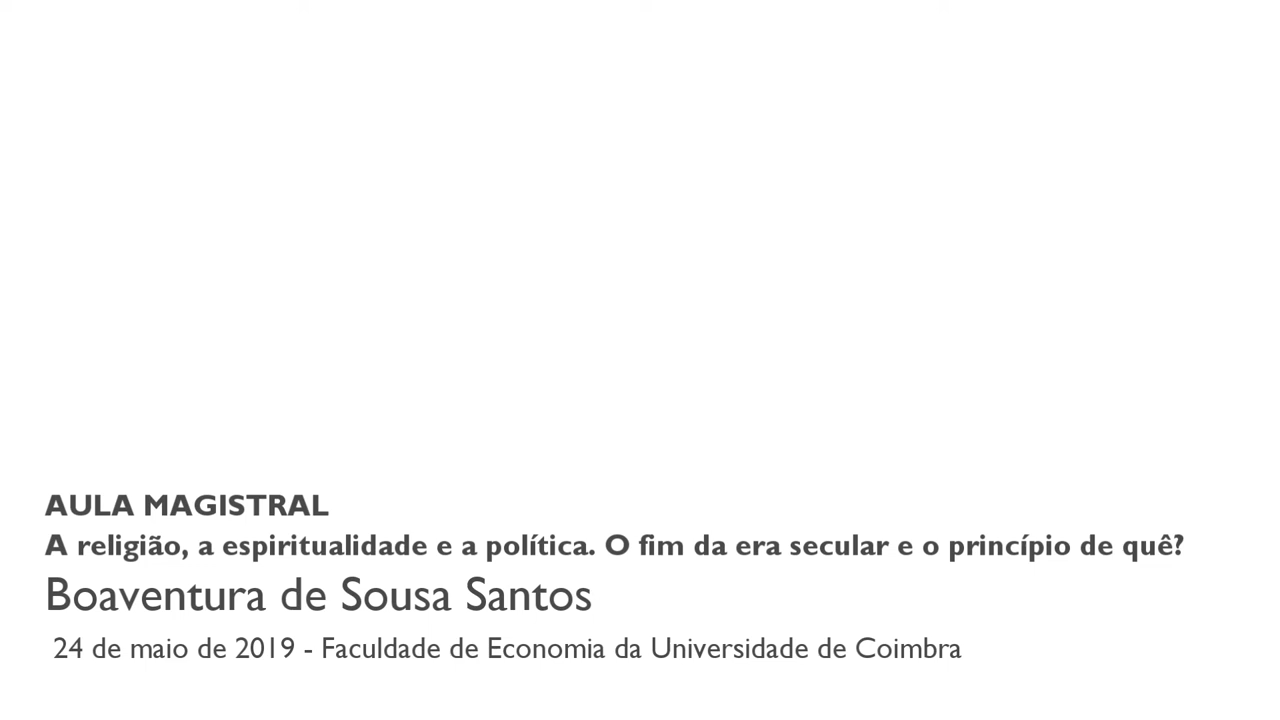 AULA MAGISTRAL
A religião, a espiritualidade e a política. O fim da era secular e o princípio de quê?
Boaventura de Sousa Santos
24 de maio de 2019 - Faculdade de Economia da Universidade de Coimbra